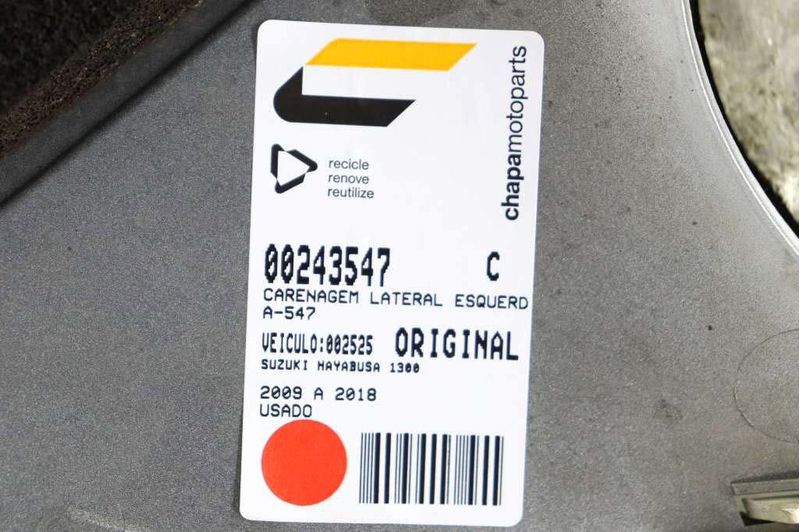 chapamotoparts
recicle
renove
reutilize
00243547 C
CARENAGEM LATERAL ESQUERD
A-547
VEICULO:002525 ORIGINAL
SUZUKI HAYABUSA 1300
2009 A 2018
USADO